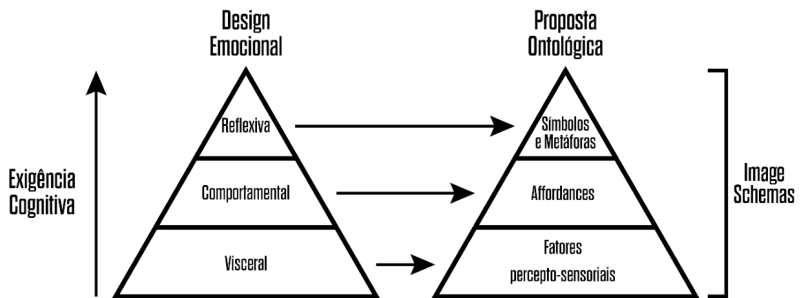 Design
Emocional
Proposta
Ontológica
Exigência
Cognitiva
Reflexiva
Comportamental
Visceral
Símbolos
e Metáforas
Affordances
Fatores
percepto-sensoriais
Image
Schemas